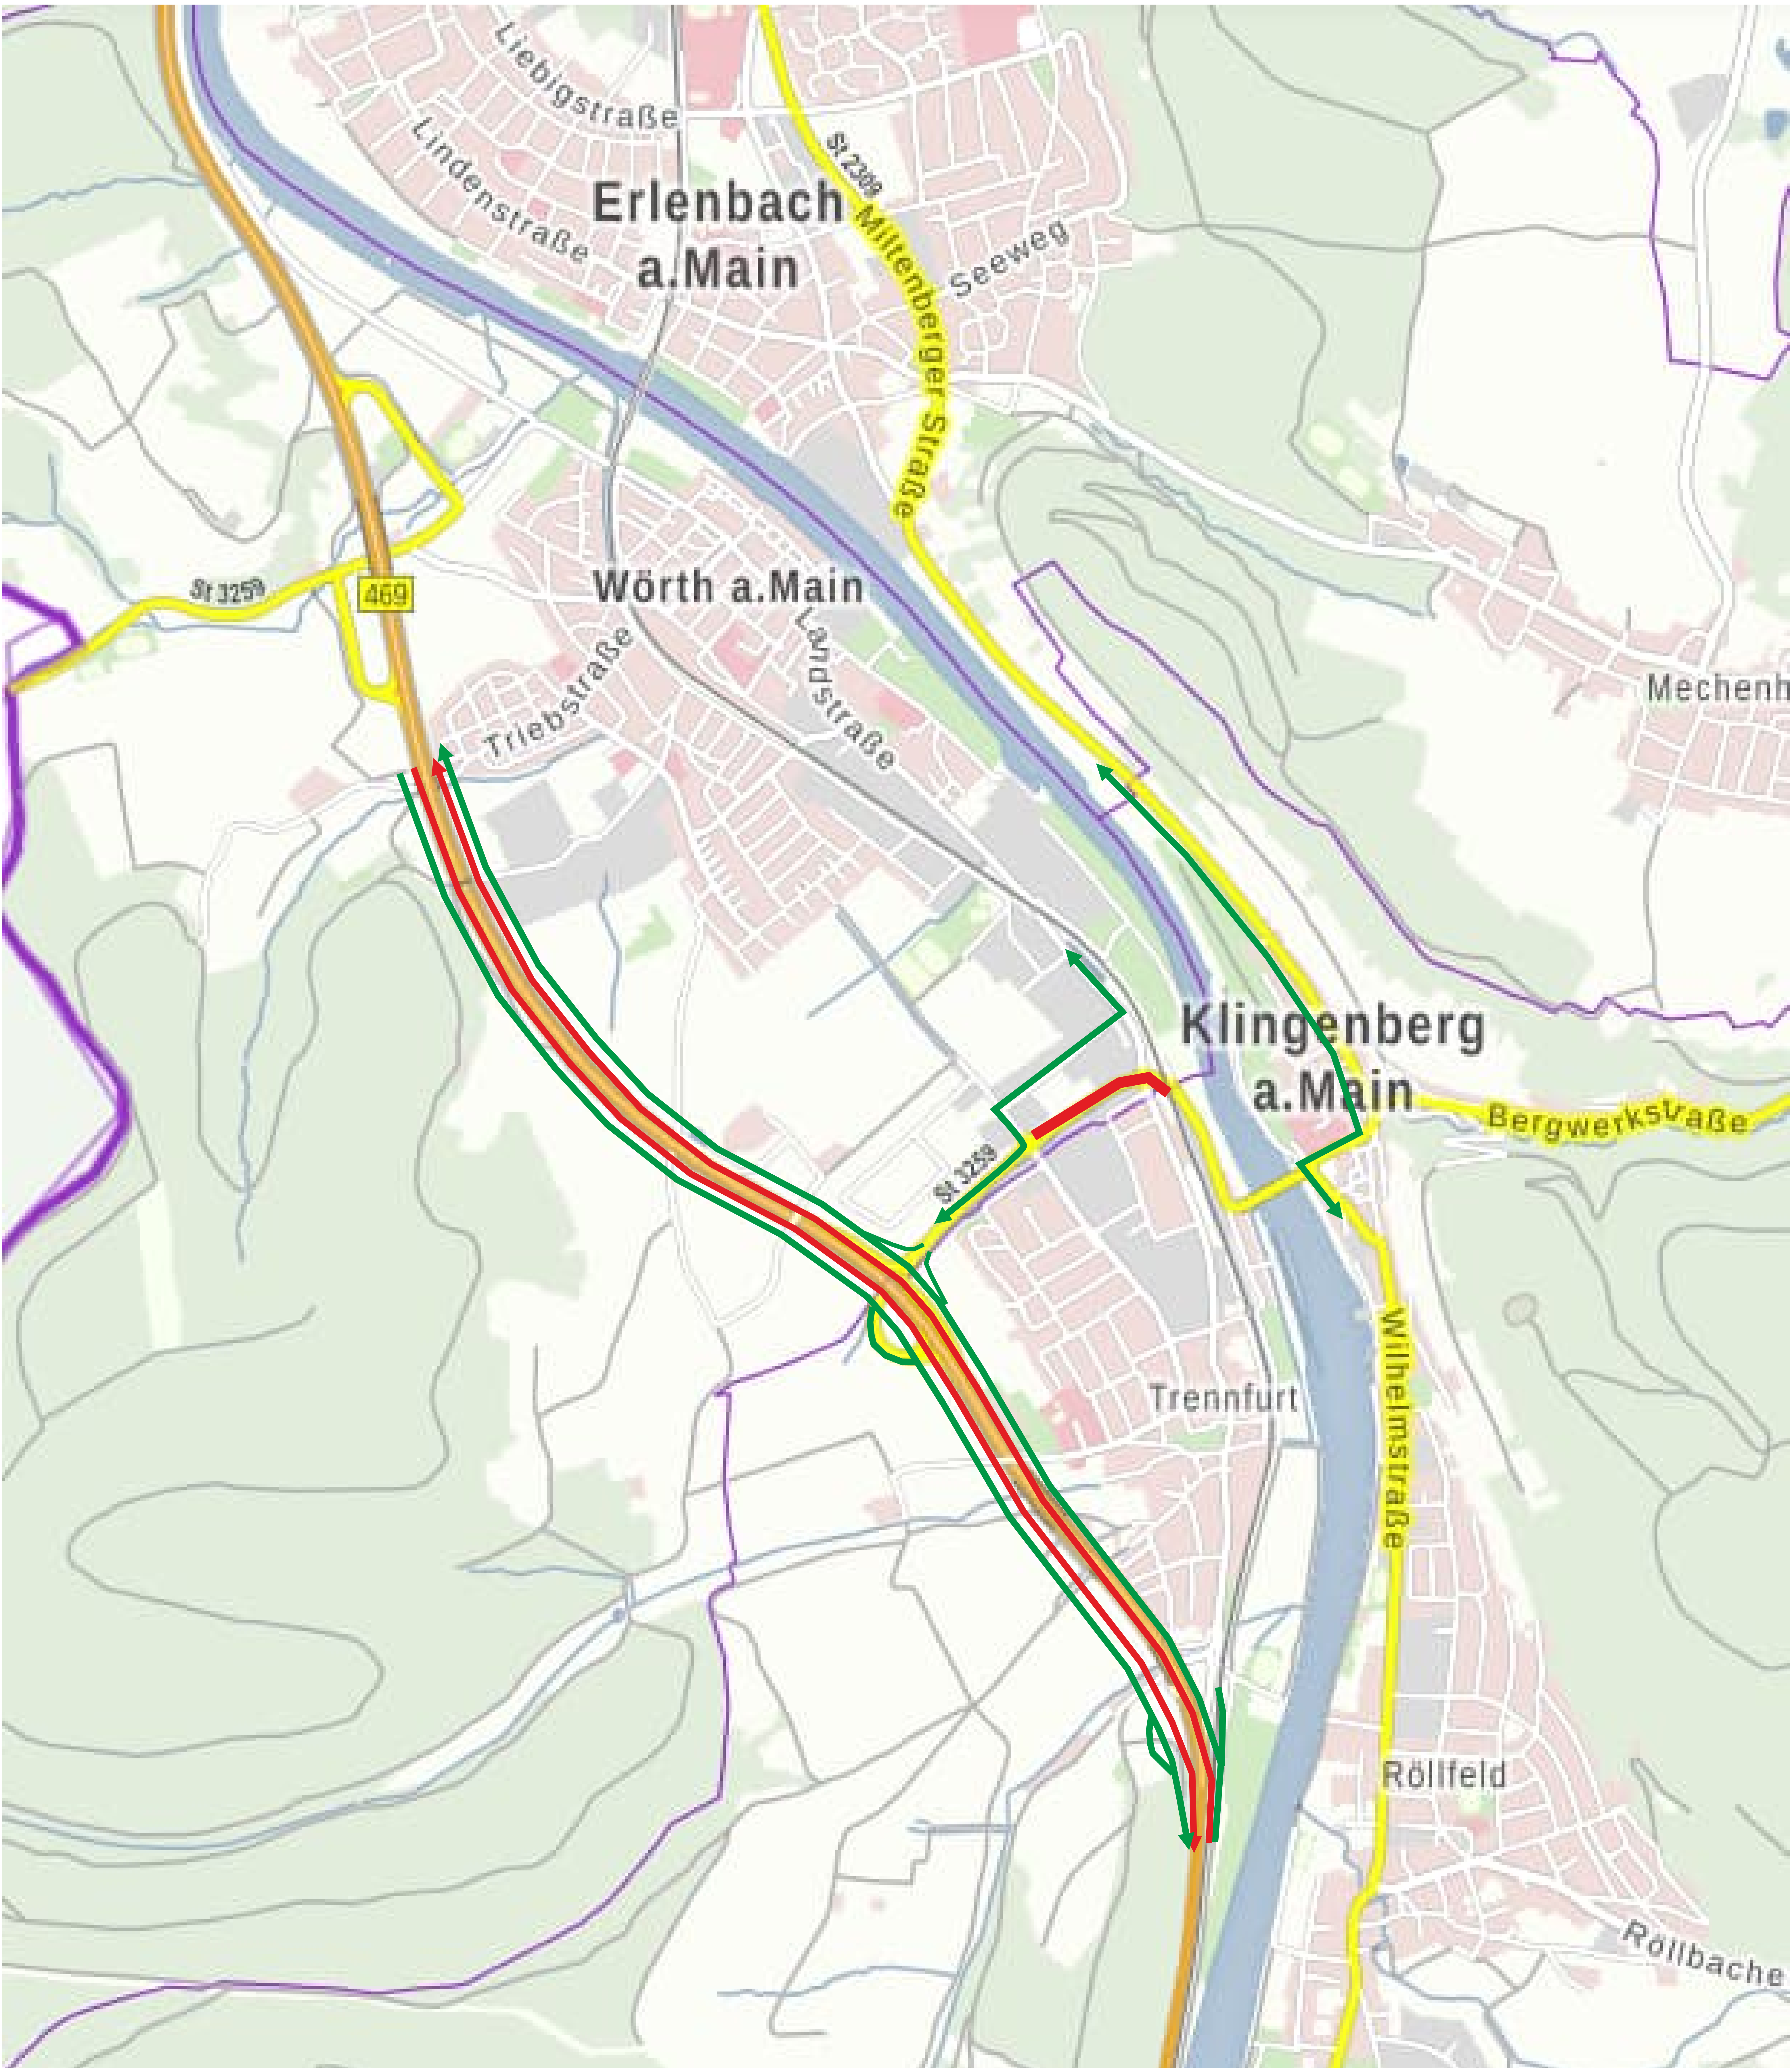 Liebigstraße
Lindenstraße
St 2309
Erlenbach
a.Main
Miltenberger Straße
Seeweg
St 3259
469
Wörth a.Main
Triebstraße
Landstraße
Mechenh
Klingenberg
a.Main
Bergwerkstraße
St 3259
Wilhelmstraße
Trennfurt
Röllfeld
Röllbache